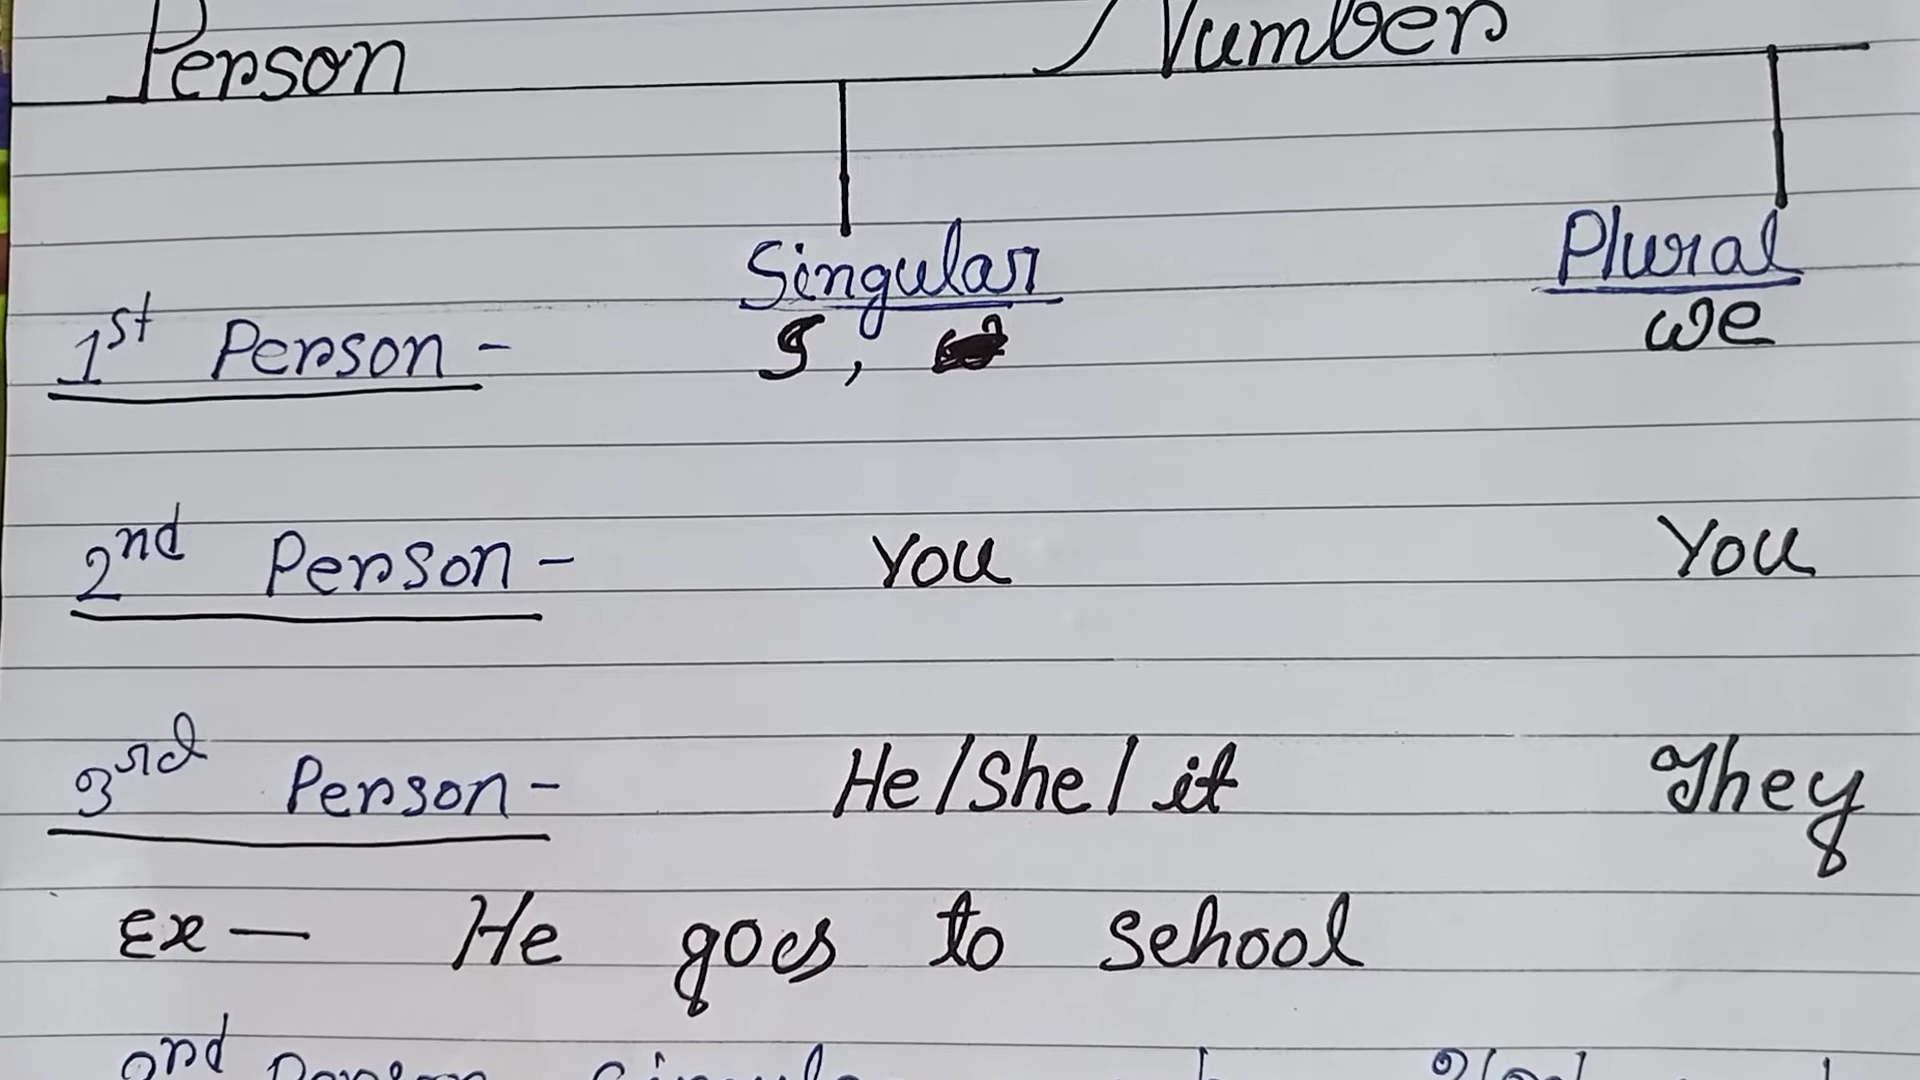 Person Number
Singular Plural
1st Person - I, we
2nd Person - You You
3rd Person - He/She/it They
Ex — He goes to school